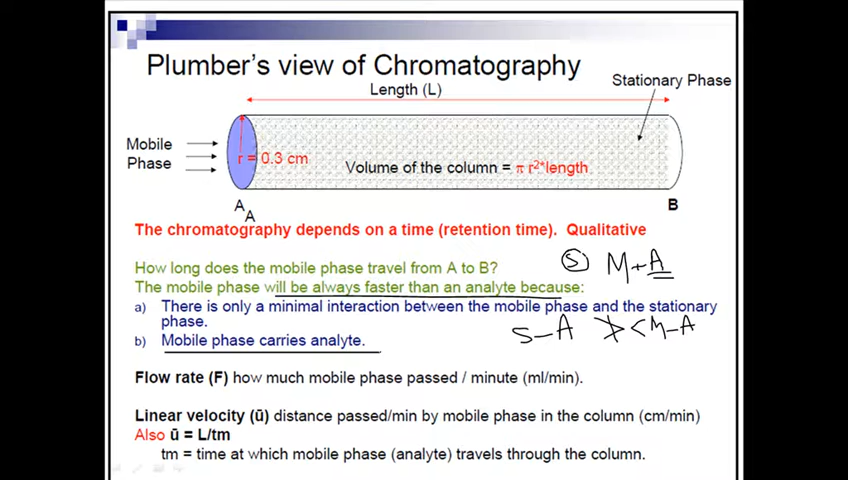 Plumber's view of Chromatography
Stationary Phase
Length (L)
Mobile
Phase
r = 0.3 cm
Volume of the column = π r²*length
A
A
B
The chromatography depends on a time (retention time). Qualitative
How long does the mobile phase travel from A to B?
S M+A
The mobile phase will be always faster than an analyte because:
a) There is only a minimal interaction between the mobile phase and the stationary
phase.
S-A > < M-A
b) Mobile phase carries analyte.
Flow rate (F) how much mobile phase passed / minute (ml/min).
Linear velocity (ū) distance passed/min by mobile phase in the column (cm/min)
Also ū = L/tm
tm = time at which mobile phase (analyte) travels through the column.